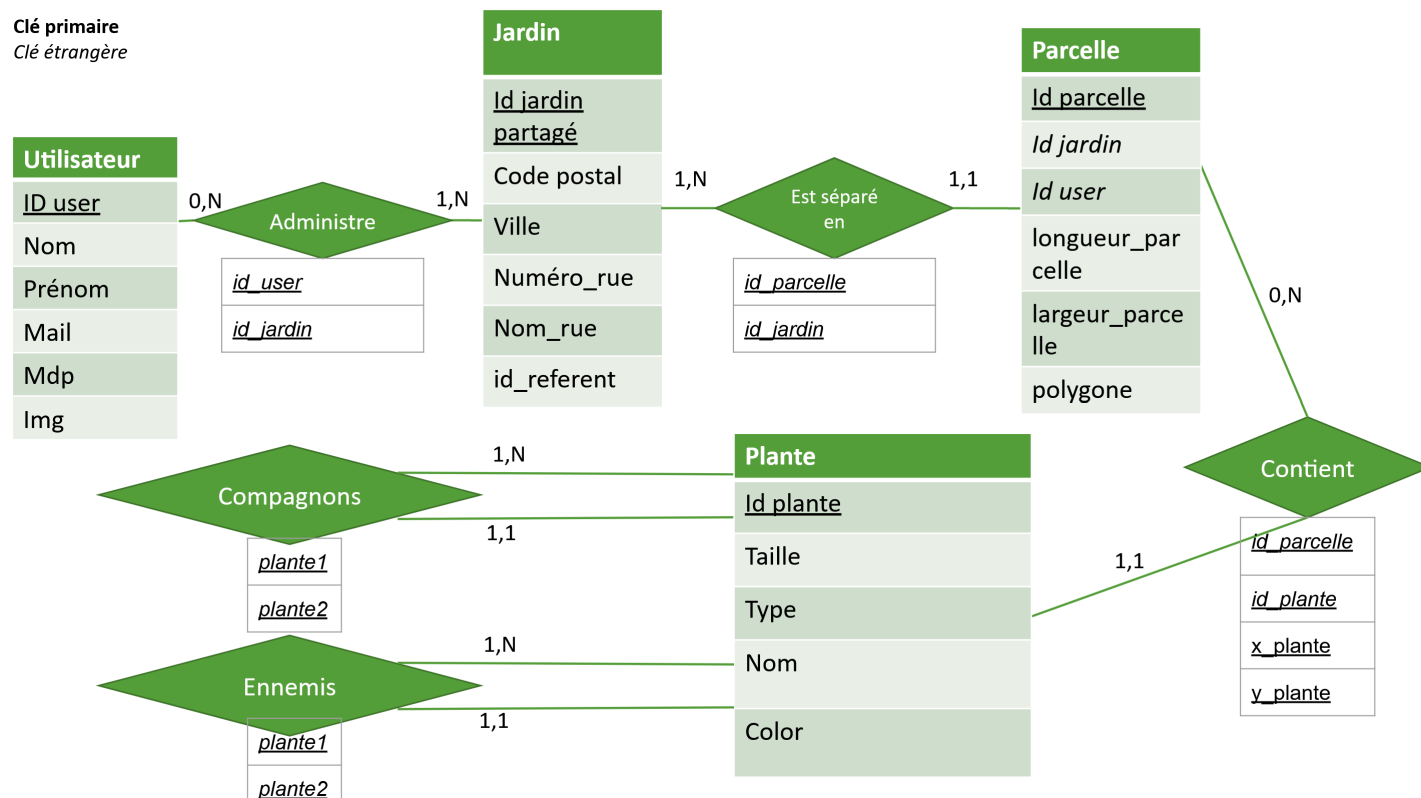 Clé primaire
Clé étrangère
Utilisateur
ID user
Nom
Prénom
Mail
Mdp
Img
0,N
Administre
1,N
id_user
id_jardin
Jardin
Id jardin
partagé
Code postal
Ville
Numéro_rue
Nom_rue
id_referent
1,N
Est séparé
en
1,1
id_parcelle
id_jardin
Parcelle
Id parcelle
Id jardin
Id user
longueur_par
celle
largeur_parce
lle
polygone
0,N
Contient
id_parcelle
id_plante
x_plante
y_plante
1,1
Plante
Id plante
Taille
Type
Nom
Color
1,N
Compagnons
1,1
plante1
plante2
1,N
Ennemis
1,1
plante1
plante2